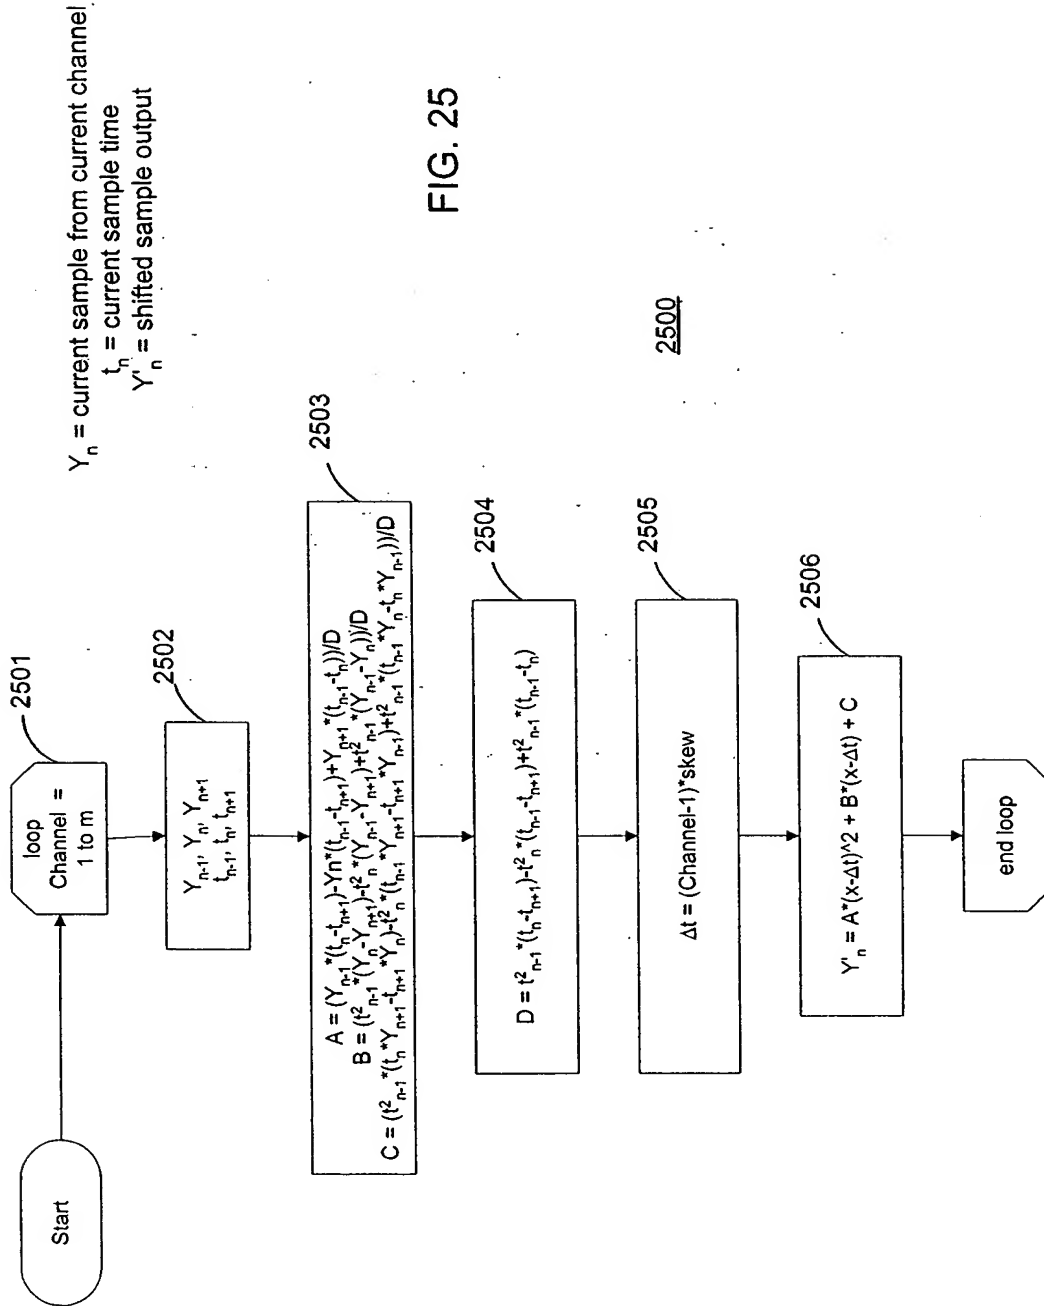 Y_n = current sample from current channel
t_n = current sample time
Y'_n = shifted sample output
FIG. 25
2500
Start
2501
loop
Channel =
1 to m
2502
Y_{n-1}, Y_n, Y_{n+1}
t_{n-1}, t_n, t_{n+1}
2503
A = (Y_{n-1}*(t_n-t_{n+1})-Yn*(t_{n-1}-t_{n+1})+Y_{n+1}*(t_{n-1}-t_n))/D
B = (t²_{n-1}*(Y_n-Y_{n+1})-t²_n*(Y_{n-1}-Y_{n+1})+t²_{n-1}*(Y_{n-1}-Y_n))/D
C = (t²_{n-1}*(t_n*Y_{n+1}-t_{n+1}*Y_n)-t²_n*(t_{n-1}*Y_{n+1}-t_{n+1}*Y_{n-1})+t²_{n-1}*(t_{n-1}*Y_n-t_n*Y_{n-1}))/D
2504
D = t²_{n-1}*(t_n-t_{n+1})-t²_n*(t_{n-1}-t_{n+1})+t²_{n-1}*(t_{n-1}-t_n)
2505
Δt = (Channel-1)*skew
2506
Y'_n = A*(x-Δt)^2 + B*(x-Δt) + C
end loop